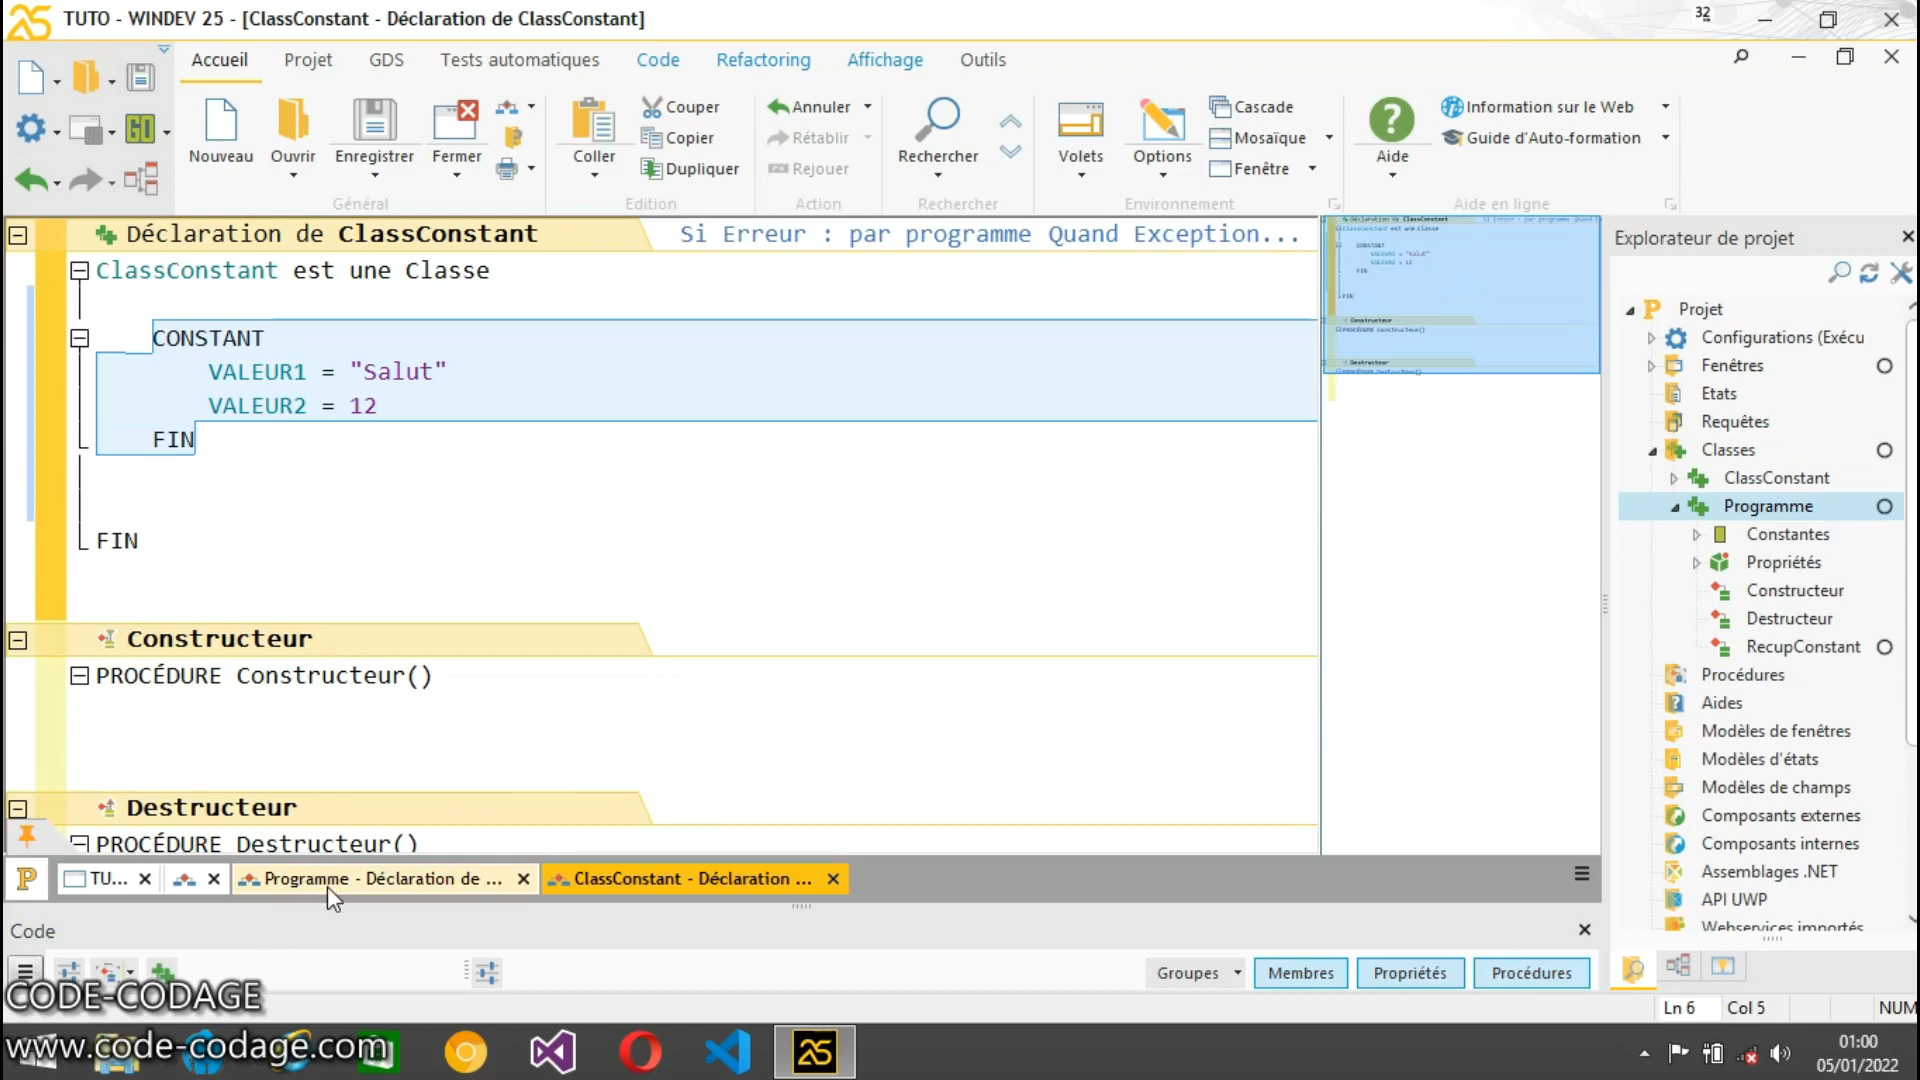 TUTO - WINDEV 25 - [ClassConstant - Déclaration de ClassConstant]
32
Accueil Projet GDS Tests automatiques Code Refactoring Affichage Outils
GO
Nouveau Ouvrir Enregistrer Fermer
Général
Coller Couper
Copier
Dupliquer
Edition
Annuler
Rétablir
Rejouer
Action
Rechercher
Rechercher
Volets Options Cascade
Mosaïque
Fenêtre
Environnement
Aide Information sur le Web
Guide d'Auto-formation
Aide en ligne
Déclaration de ClassConstant Si Erreur : par programme Quand Exception...
ClassConstant est une Classe
CONSTANT
VALEUR1 = "Salut"
VALEUR2 = 12
FIN
FIN
Constructeur
PROCÉDURE Constructeur()
Destructeur
PROCÉDURE Destructeur()
Explorateur de projet
Projet
Configurations (Exécu
Fenêtres
Etats
Requêtes
Classes
ClassConstant
Programme
Constantes
Propriétés
Constructeur
Destructeur
RecupConstant
Procédures
Aides
Modèles de fenêtres
Modèles d'états
Modèles de champs
Composants externes
Composants internes
Assemblages .NET
API UWP
Webservices importés
TU... Programme - Déclaration de ... ClassConstant - Déclaration ...
Code
Groupes Membres Propriétés Procédures
CODE-CODAGE
Ln 6 Col 5 NUM
www.code-codage.com
25
01:00
05/01/2022